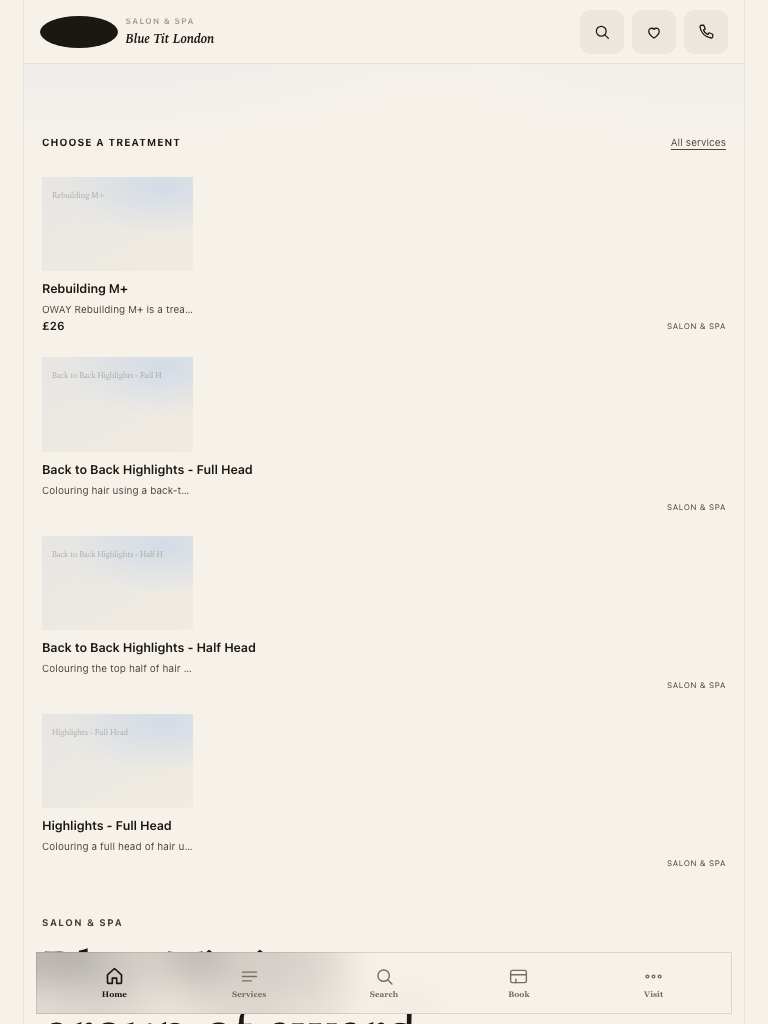 SALON & SPA
Blue Tit London
CHOOSE A TREATMENT
All services
Rebuilding M+
Rebuilding M+
OWAY Rebuilding M+ is a trea...
£26
SALON & SPA
Back to Back Highlights - Full H
Back to Back Highlights - Full Head
Colouring hair using a back-t...
SALON & SPA
Back to Back Highlights - Half H
Back to Back Highlights - Half Head
Colouring the top half of hair ...
SALON & SPA
Highlights - Full Head
Highlights - Full Head
Colouring a full head of hair u...
SALON & SPA
SALON & SPA
Home
Services
Search
Book
Visit